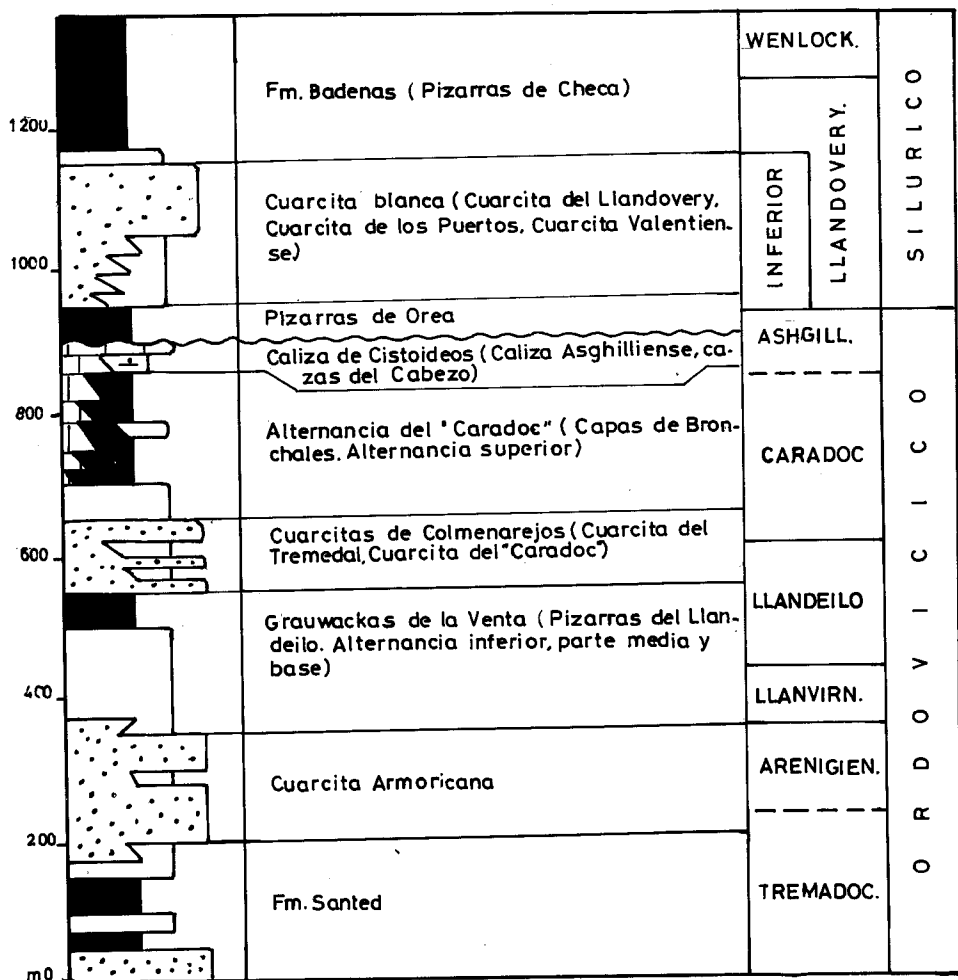 WENLOCK.
Fm. Badenas (Pizarras de Checa)
1200
Cuarcita blanca (Cuarcita del Llandovery,
Cuarcita de los Puertos, Cuarcita Valentien-
se)
INFERIOR
LLANDOVERY.
SILURICO
1000
Pizarras de Orea
ASHGILL.
Caliza de Cistoideos (Caliza Asghilliense, ca-
zas del Cabezo)
800
Alternancia del "Caradoc" (Capas de Bron-
chales. Alternancia superior)
CARADOC
Cuarcitas de Colmenarejos (Cuarcita del
Tremedal, Cuarcita del "Caradoc")
600
LLANDEILO
Grauwackas de la Venta (Pizarras del Llan-
deilo. Alternancia inferior, parte media y
base)
400
LLANVIRN.
ORDOVICICO
ARENIGIEN.
Cuarcita Armoricana
200
TREMADOC.
Fm. Santed
m0